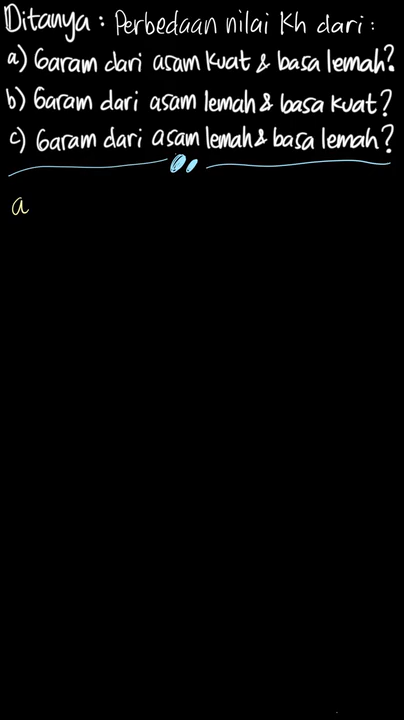 Ditanya : Perbedaan nilai Kh dari :
a) Garam dari asam kuat & basa lemah?
b) Garam dari asam lemah & basa kuat?
c) Garam dari asam lemah & basa lemah?
a